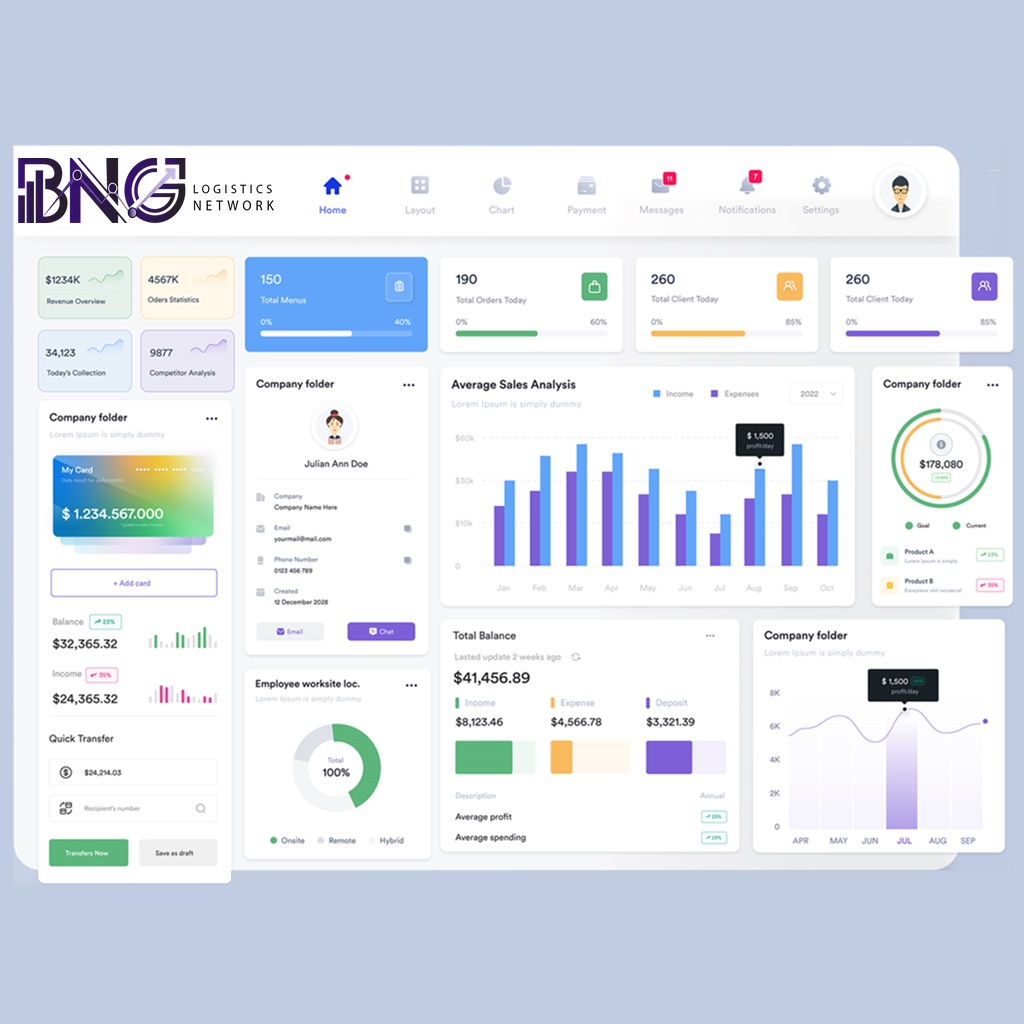 BNG
LOGISTICS
NETWORK
Home
Layout
Chart
Payment
11
Messages
7
Notifications
Settings
$1234K
Revenue Overview
4567K
Oders Statistics
34,123
Today's Collection
9877
Competitor Analysis
150
Total Menus
0% 40%
190
Total Orders Today
0% 60%
260
Total Client Today
0% 85%
260
Total Client Today
0% 85%
Company folder
Lorem Ipsum is simply dummy
My Card
$ 1.234.567.000
+ Add card
Balance 23%
$32,365.32
Income 35%
$24,365.32
Quick Transfer
$24,214.03
Recipient's number
Transfers Now
Save as draft
Company folder
Julian Ann Doe
Company
Company Name Here
Email
yourmail@mail.com
Phone Number
0123 456 789
Created
12 December 2028
Email
Chat
Employee worksite loc.
Lorem Ipsum is simply dummy
Total
100%
Onsite Remote Hybrid
Average Sales Analysis
Lorem Ipsum is simply dummy
Income Expenses
2022
$60k
$30k
$10k
0
$ 1,500
profit/day
Jan Feb Mar Apr May Jun Jul Aug Sep Oct
Company folder
$178,080
Goal Current
Product A
Lorem Ipsum is simply
23%
Product B
35%
Total Balance
Lasted update 2 weeks ago
$41,456.89
Income Expense Deposit
$8,123.46 $4,566.78 $3,321.39
Description Annual
Average profit 23%
Average spending 23%
Company folder
Lorem Ipsum is simply dummy
$ 1,500
profit/day
8K
6K
4K
2K
0
APR MAY JUN JUL AUG SEP